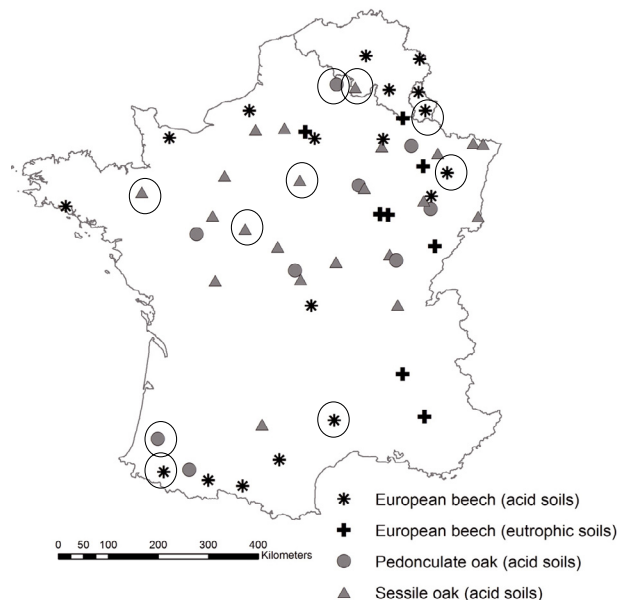 European beech (acid soils)
European beech (eutrophic soils)
Pedonculate oak (acid soils)
Sessile oak (acid soils)
0 50 100 200 300 400
Kilometers